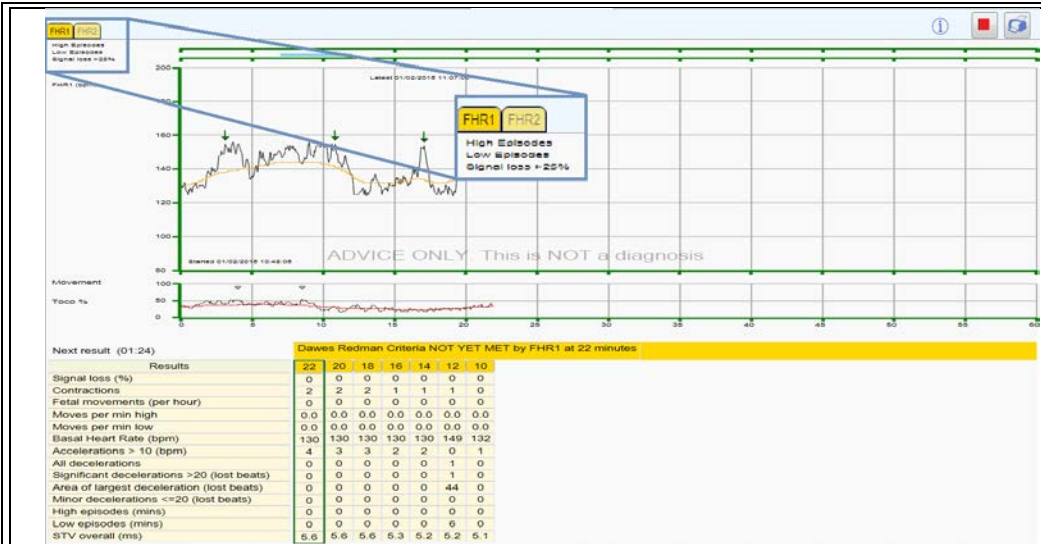 FHR1 FHR2
High Episodes
Low Episodes
Signal loss <25%
FHR1 FHR2
High Episodes
Low Episodes
Latest 01/02/2018 11:07:00
200
160
140
120
100
80
Started 01/02/2018 10:48:08
ADVICE ONLY. This is NOT a diagnosis
Movement
Toco %
100
50
0
0 5 10 15 20 25 30 35 40 45 50 55 60
Next result (01:24)
Dawes Redman Criteria NOT YET MET by FHR1 at 22 minutes
Results 22 20 18 16 14 12 10
Signal loss (%) 0 0 0 0 0 0 0
Contractions 2 2 2 1 1 1 0
Fetal movements (per hour) 0 0 0 0 0 0 0
Moves per min high 0.0 0.0 0.0 0.0 0.0 0.0 0.0
Moves per min low 0.0 0.0 0.0 0.0 0.0 0.0 0.0
Basal Heart Rate (bpm) 130 130 130 130 130 149 132
Accelerations > 10 (bpm) 4 3 3 2 2 0 1
All decelerations 0 0 0 0 0 1 0
Significant decelerations >20 (lost beats) 0 0 0 0 0 1 0
Area of largest deceleration (lost beats) 0 0 0 0 0 44 0
Minor decelerations <=20 (lost beats) 0 0 0 0 0 0 0
High episodes (mins) 0 0 0 0 0 0 0
Low episodes (mins) 0 0 0 0 0 6 0
STV overall (ms) 5.6 5.6 5.6 5.3 5.2 5.2 5.1